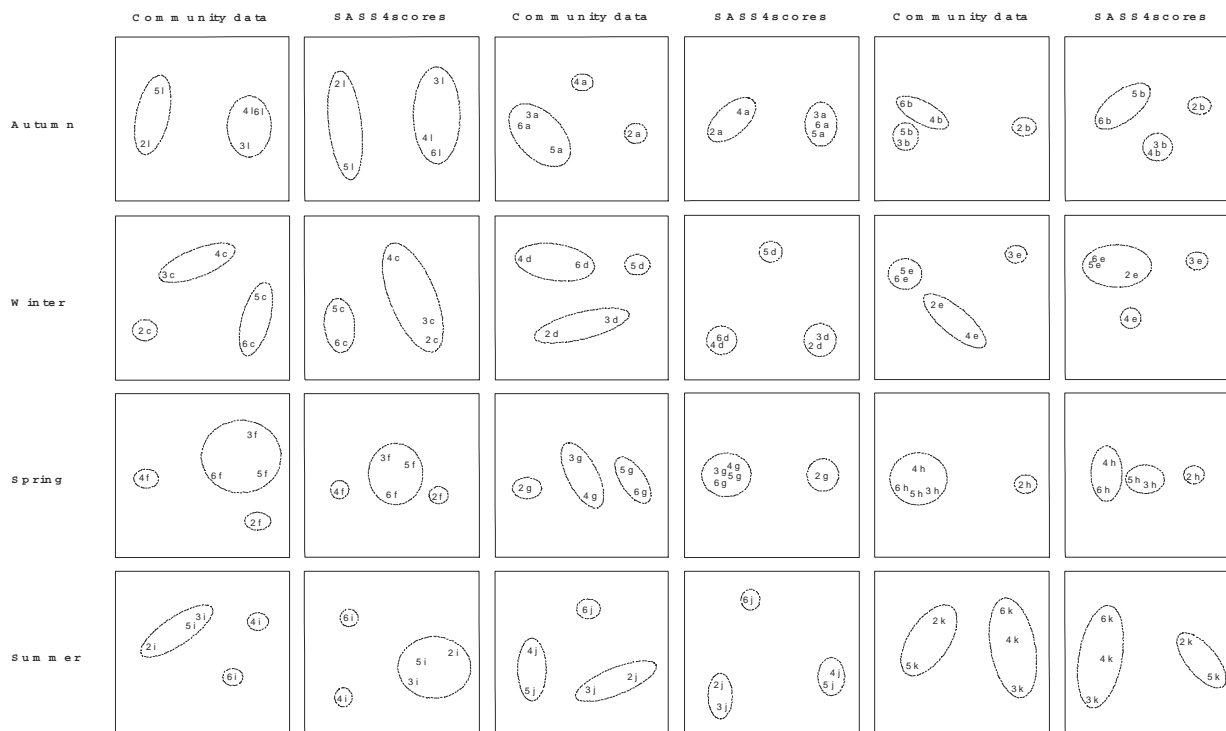 Community data SASS4scores Community data SASS4scores Community data SASS4scores
Autumn
5l 4l6l 3l 2l
2l 3l 4l 6l 5l
4a 3a 6a 2a 5a
4a 3a 6a 5a 2a
6b 4b 5b 3b 2b
5b 2b 6b 3b 4b
Winter
4c 3c 5c 2c 6c
4c 5c 3c 2c 6c
4d 6d 5d 3d 2d
5d 6d 4d 3d 2d
3e 5e 6e 2e 4e
6e 5e 2e 3e 4e
Spring
3f 4f 6f 5f 2f
3f 5f 4f 6f 2f
3g 5g 2g 4g 6g
4g 3g 5g 6g 2g
4h 6h 5h 3h 2h
4h 6h 5h 3h 2h
Summer
3i 5i 4i 2i 6i
6i 2i 5i 3i 4i
6j 4j 5j 2j 3j
6j 4j 5j 2j 3j
2k 6k 4k 5k 3k
6k 2k 4k 5k 3k